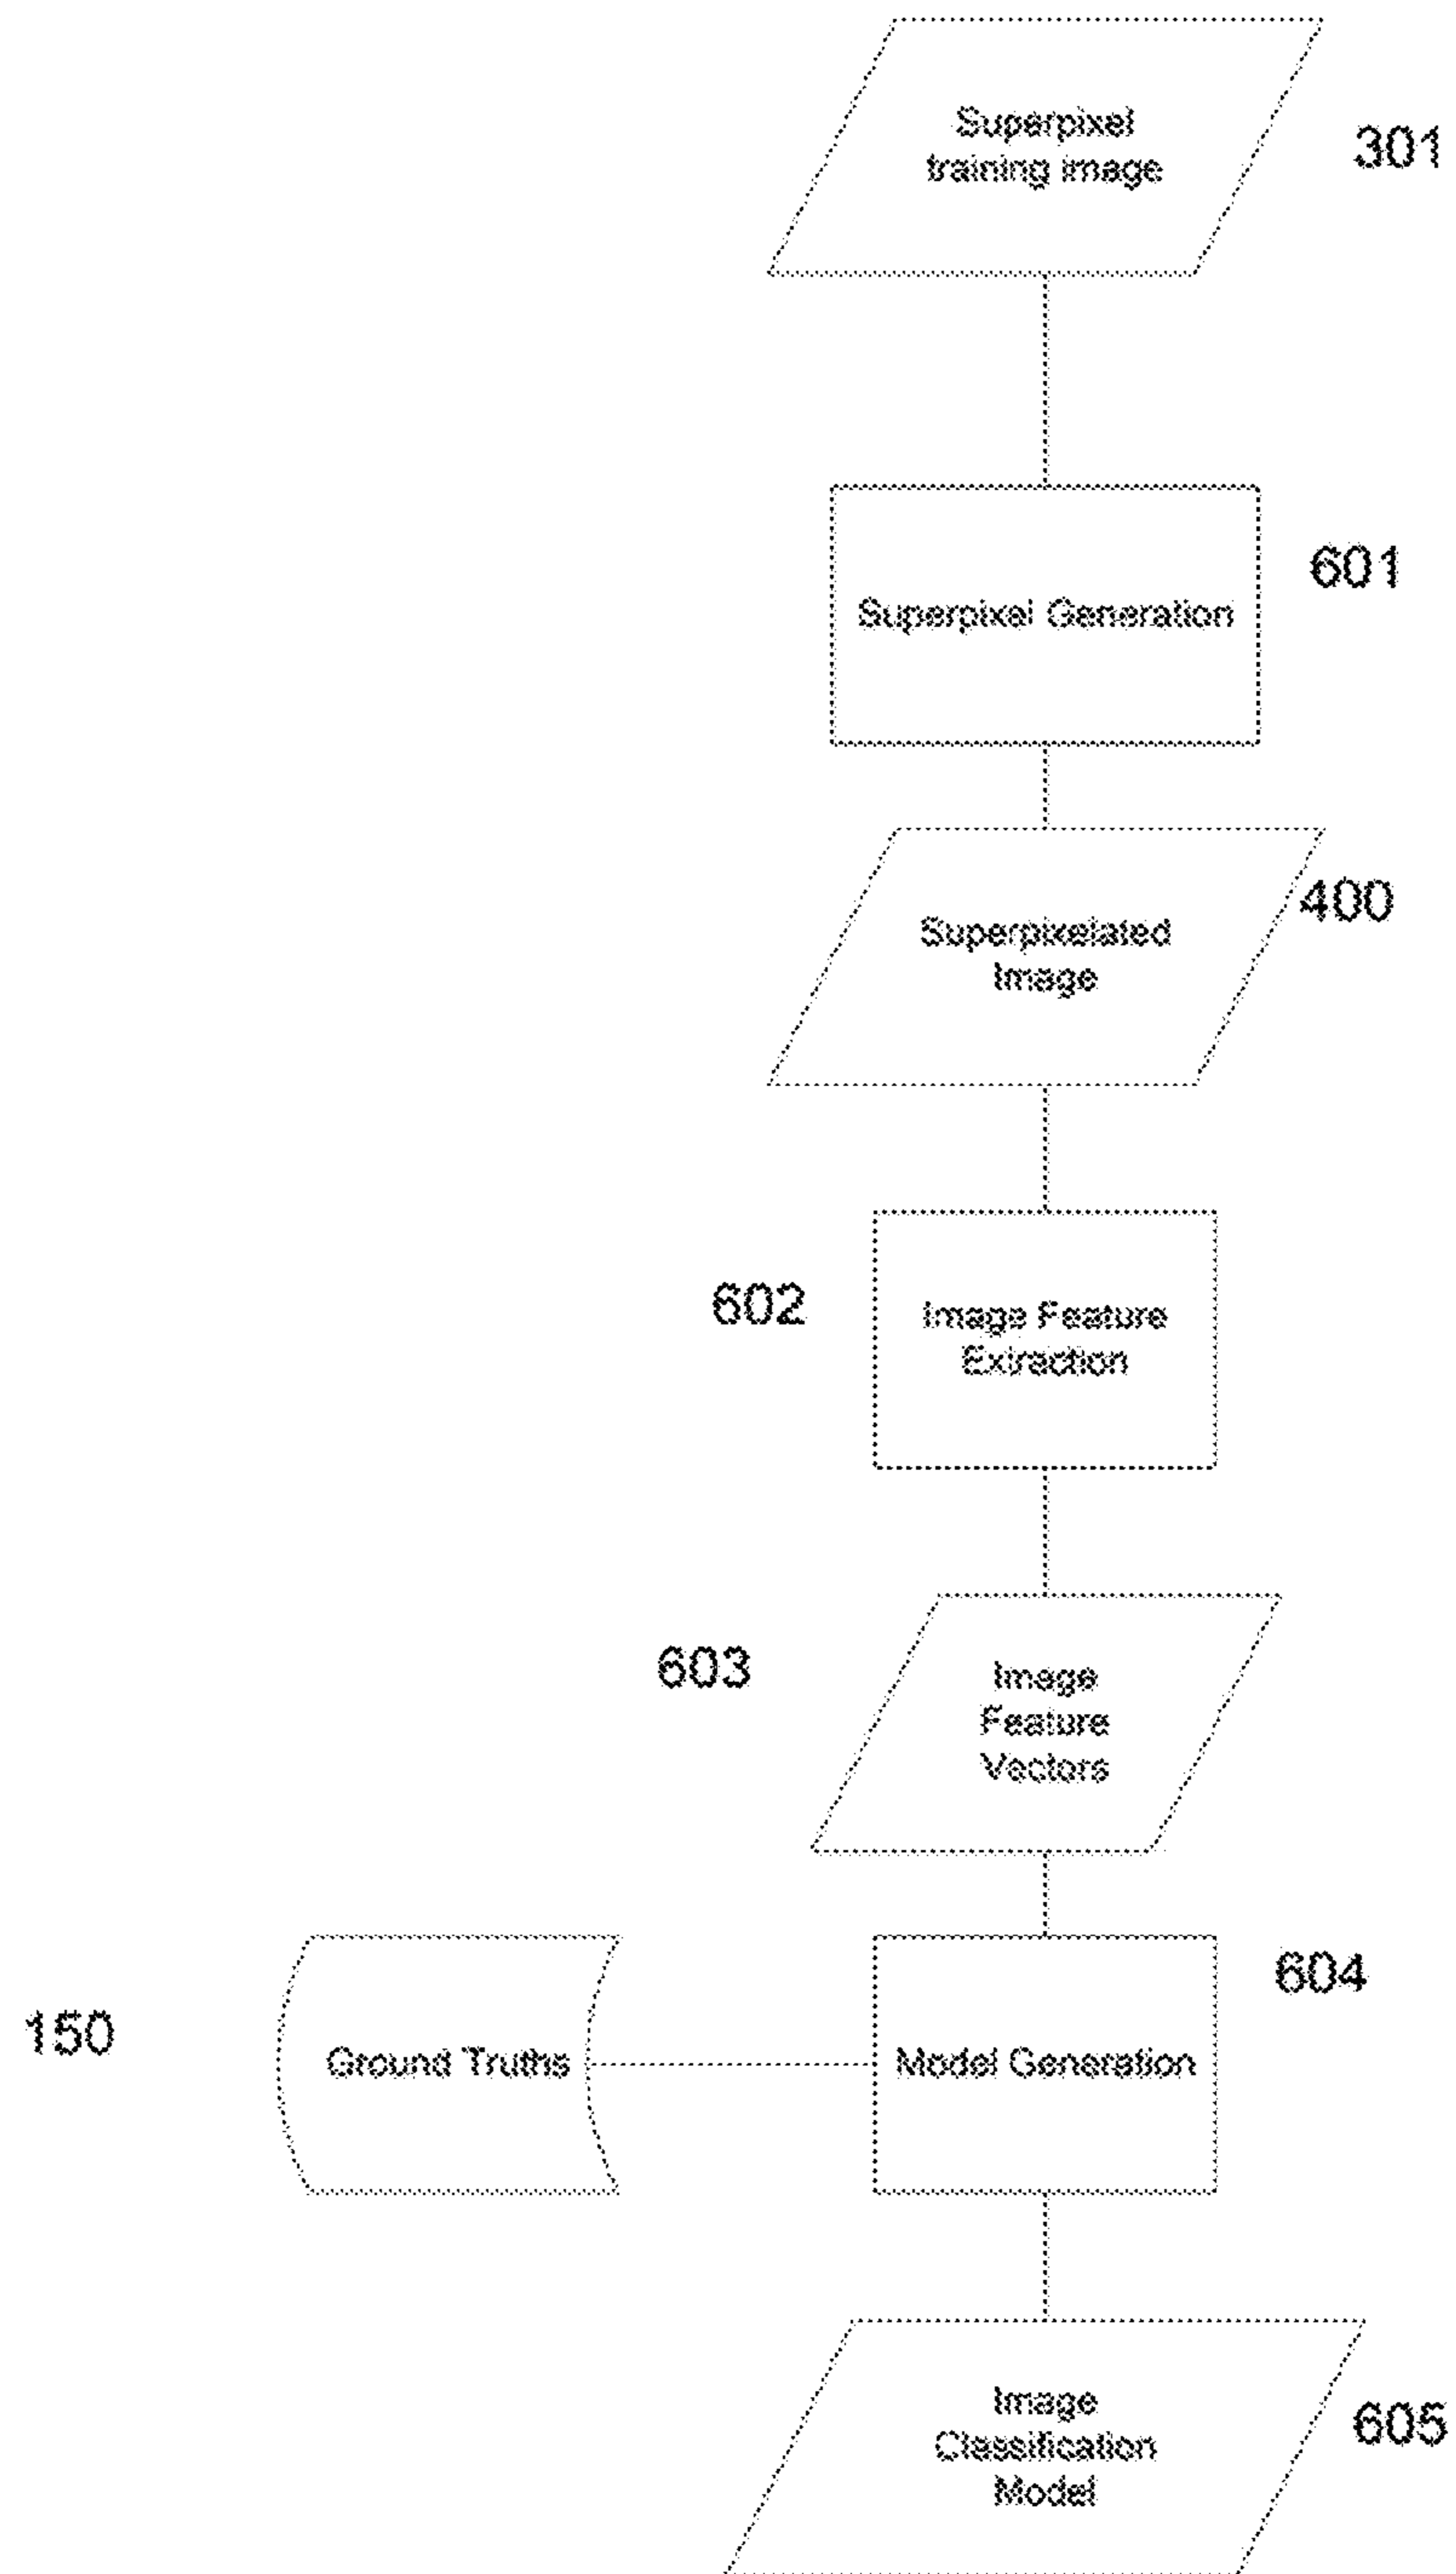 Superpixel
training image
301
601
Superpixel Generation
400
Superpixelated
Image
602
Image Feature
Extraction
603
Image
Feature
Vectors
604
150
Ground Truths
Model Generation
Image
Classification
Model
605